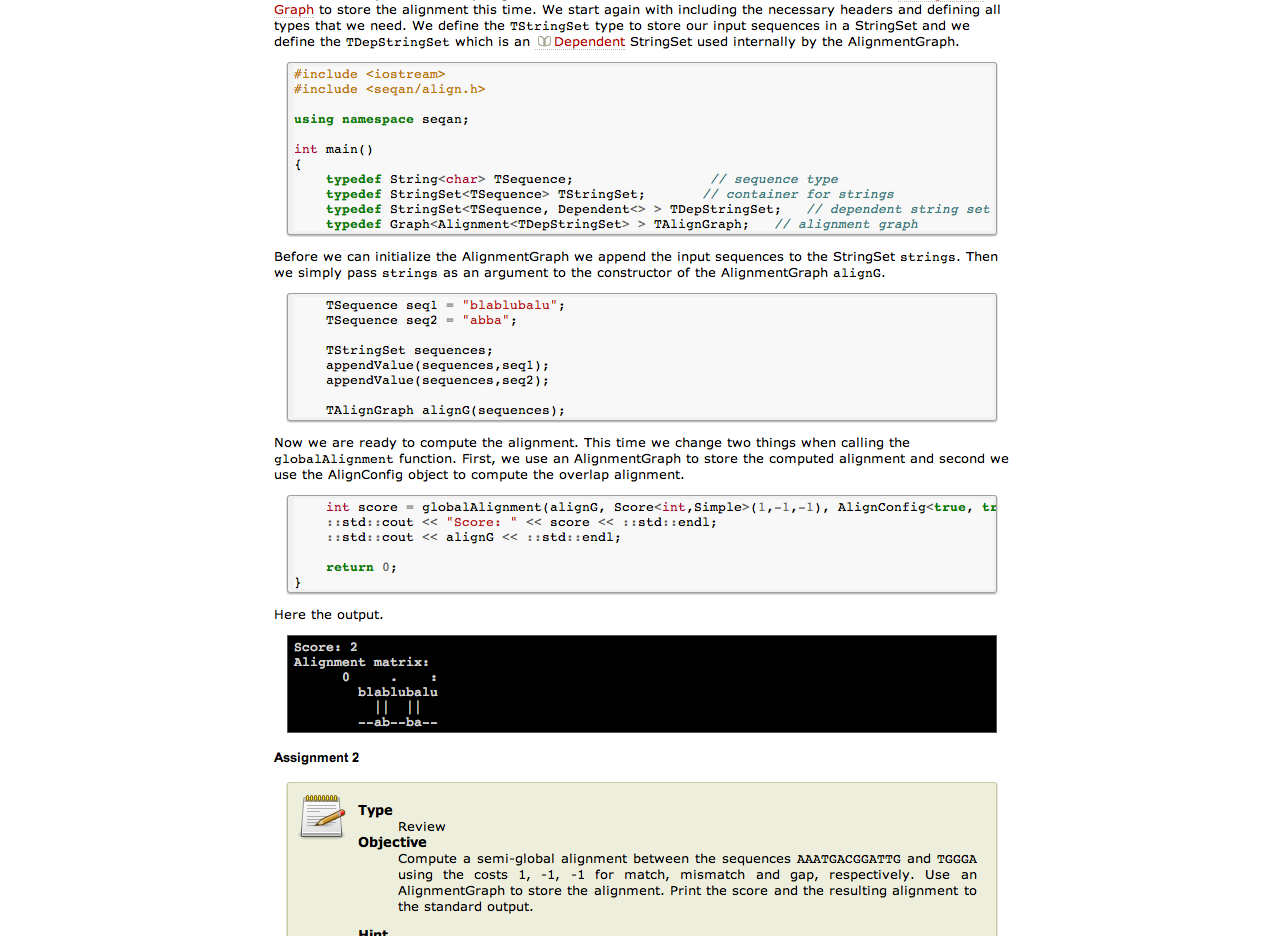 Graph to store the alignment this time. We start again with including the necessary headers and defining all
types that we need. We define the TStringSet type to store our input sequences in a StringSet and we
define the TDepStringSet which is an Dependent StringSet used internally by the AlignmentGraph.
#include <iostream>
#include <seqan/align.h>
using namespace seqan;
int main()
{
    typedef String<char> TSequence;                 // sequence type
    typedef StringSet<TSequence> TStringSet;       // container for strings
    typedef StringSet<TSequence, Dependent<> > TDepStringSet;   // dependent string set
    typedef Graph<Alignment<TDepStringSet> > TAlignGraph;   // alignment graph
Before we can initialize the AlignmentGraph we append the input sequences to the StringSet strings. Then
we simply pass strings as an argument to the constructor of the AlignmentGraph alignG.
    TSequence seq1 = "blablubalu";
    TSequence seq2 = "abba";
    TStringSet sequences;
    appendValue(sequences,seq1);
    appendValue(sequences,seq2);
    TAlignGraph alignG(sequences);
Now we are ready to compute the alignment. This time we change two things when calling the
globalAlignment function. First, we use an AlignmentGraph to store the computed alignment and second we
use the AlignConfig object to compute the overlap alignment.
    int score = globalAlignment(alignG, Score<int,Simple>(1,-1,-1), AlignConfig<true, tr
    ::std::cout << "Score: " << score << ::std::endl;
    ::std::cout << alignG << ::std::endl;
    return 0;
}
Here the output.
Score: 2
Alignment matrix:
      0     .    :
        blablubalu
          ||  ||
        --ab--ba--
Assignment 2
Type
Review
Objective
Compute a semi-global alignment between the sequences AAATGACGGATTG and TGGGA
using the costs 1, -1, -1 for match, mismatch and gap, respectively. Use an
AlignmentGraph to store the alignment. Print the score and the resulting alignment to
the standard output.
Hint